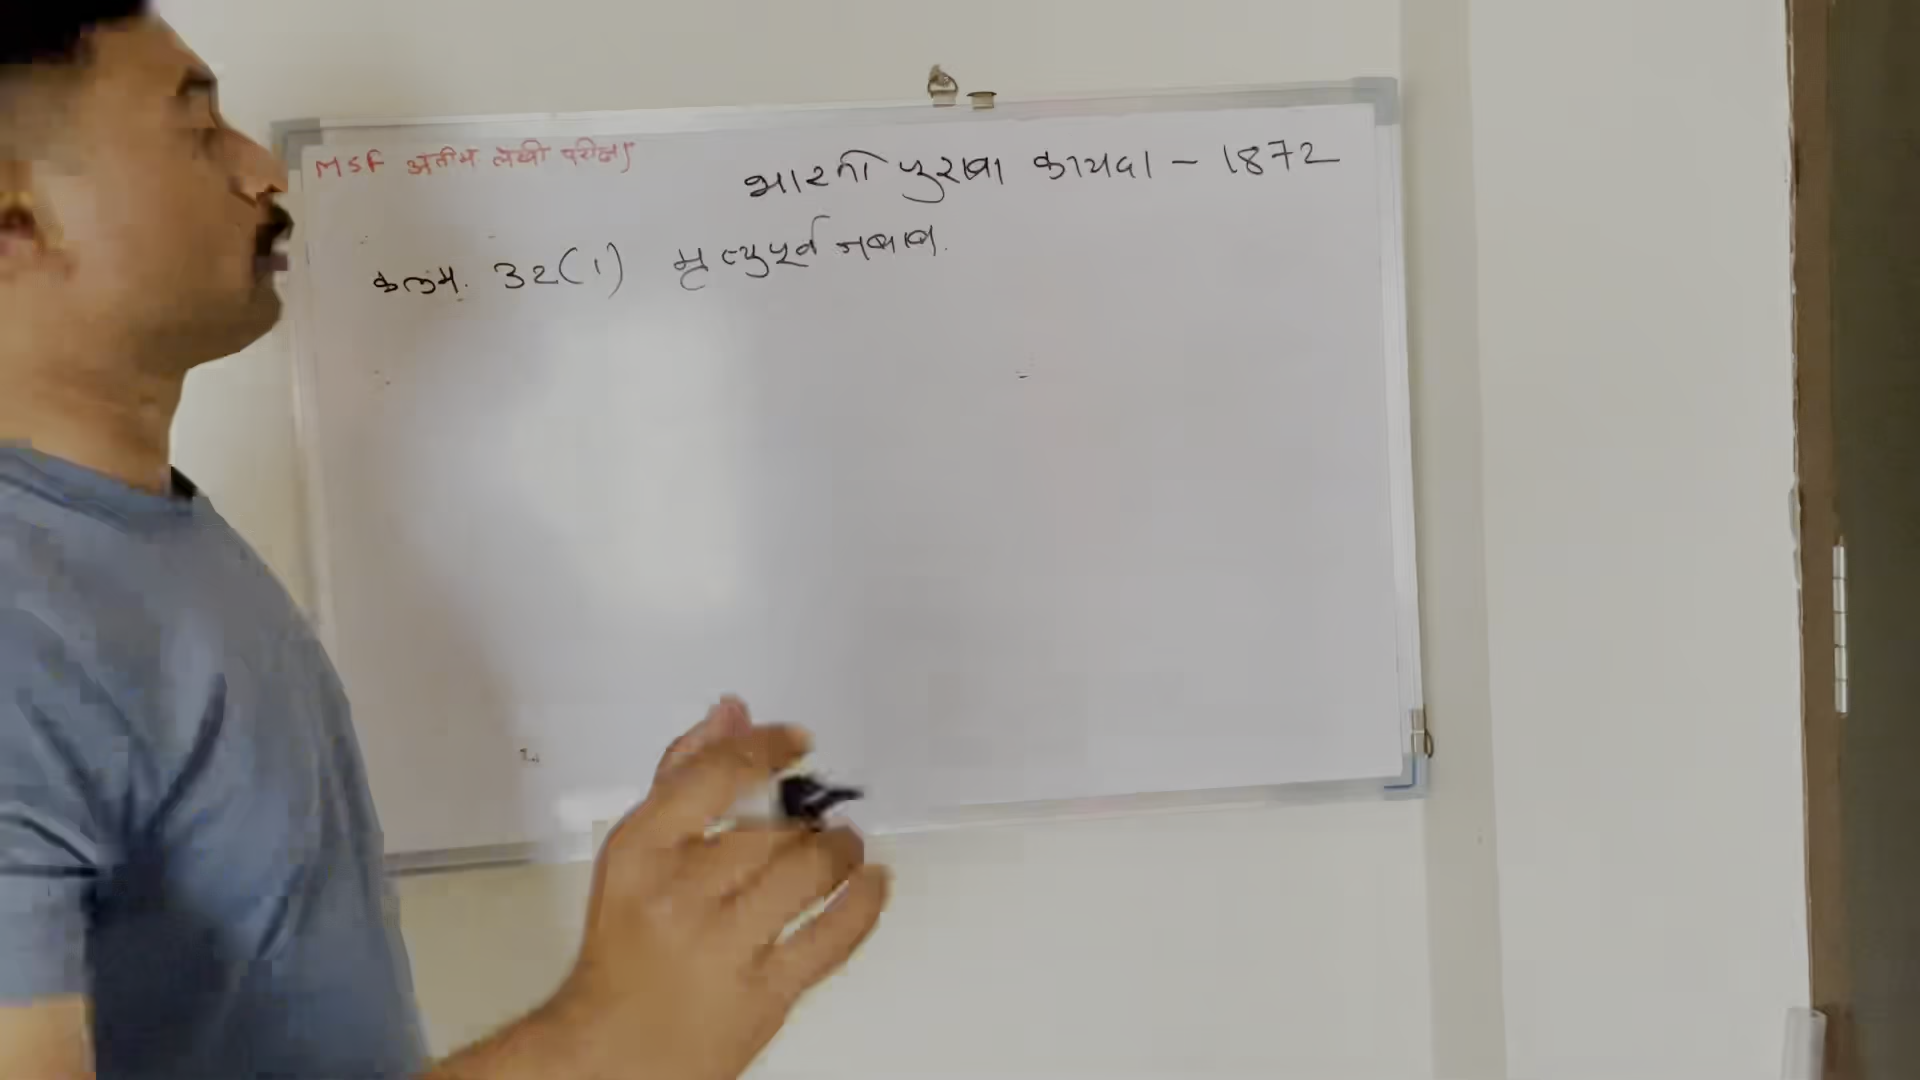 MSF अंतीम लेखी परीक्षा
भारती पुरावा कायदा - 1872
कलम. 32(1) मृत्युपूर्व जबाब.